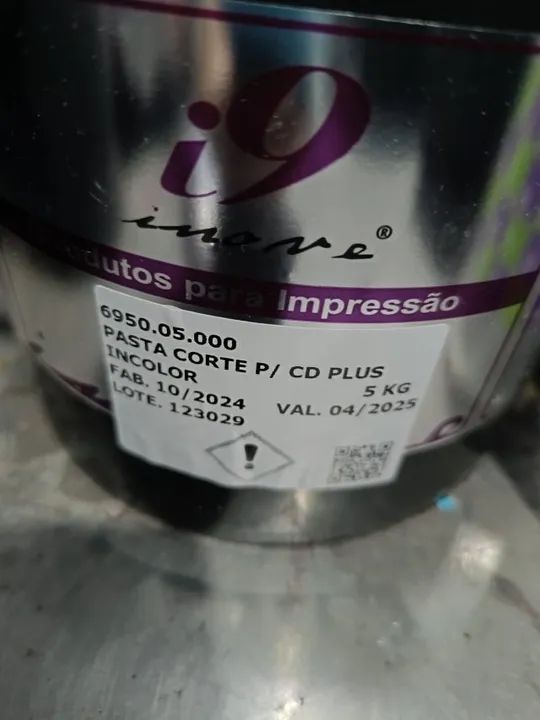 i9
inove®
Produtos para Impressão
6950.05.000
PASTA CORTE P/ CD PLUS
INCOLOR 5 KG
FAB. 10/2024 VAL. 04/2025
LOTE. 123029